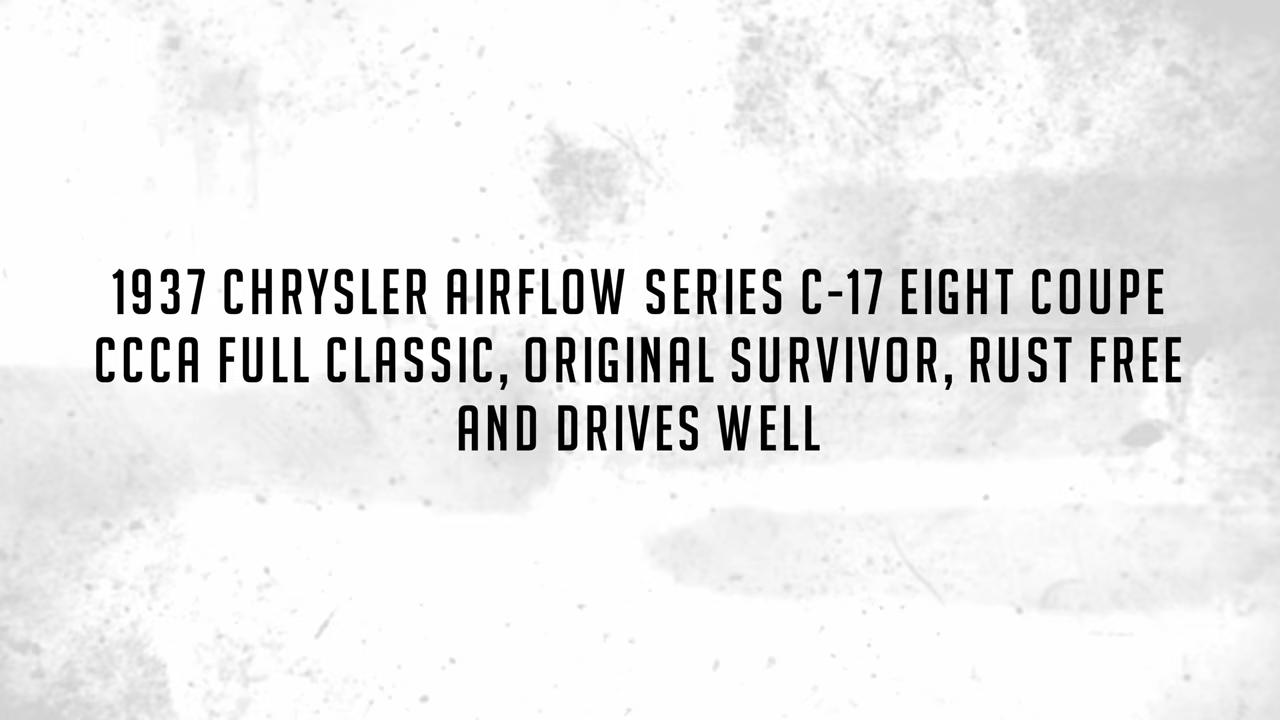 1937 CHRYSLER AIRFLOW SERIES C-17 EIGHT COUPE
CCCA FULL CLASSIC, ORIGINAL SURVIVOR, RUST FREE
AND DRIVES WELL